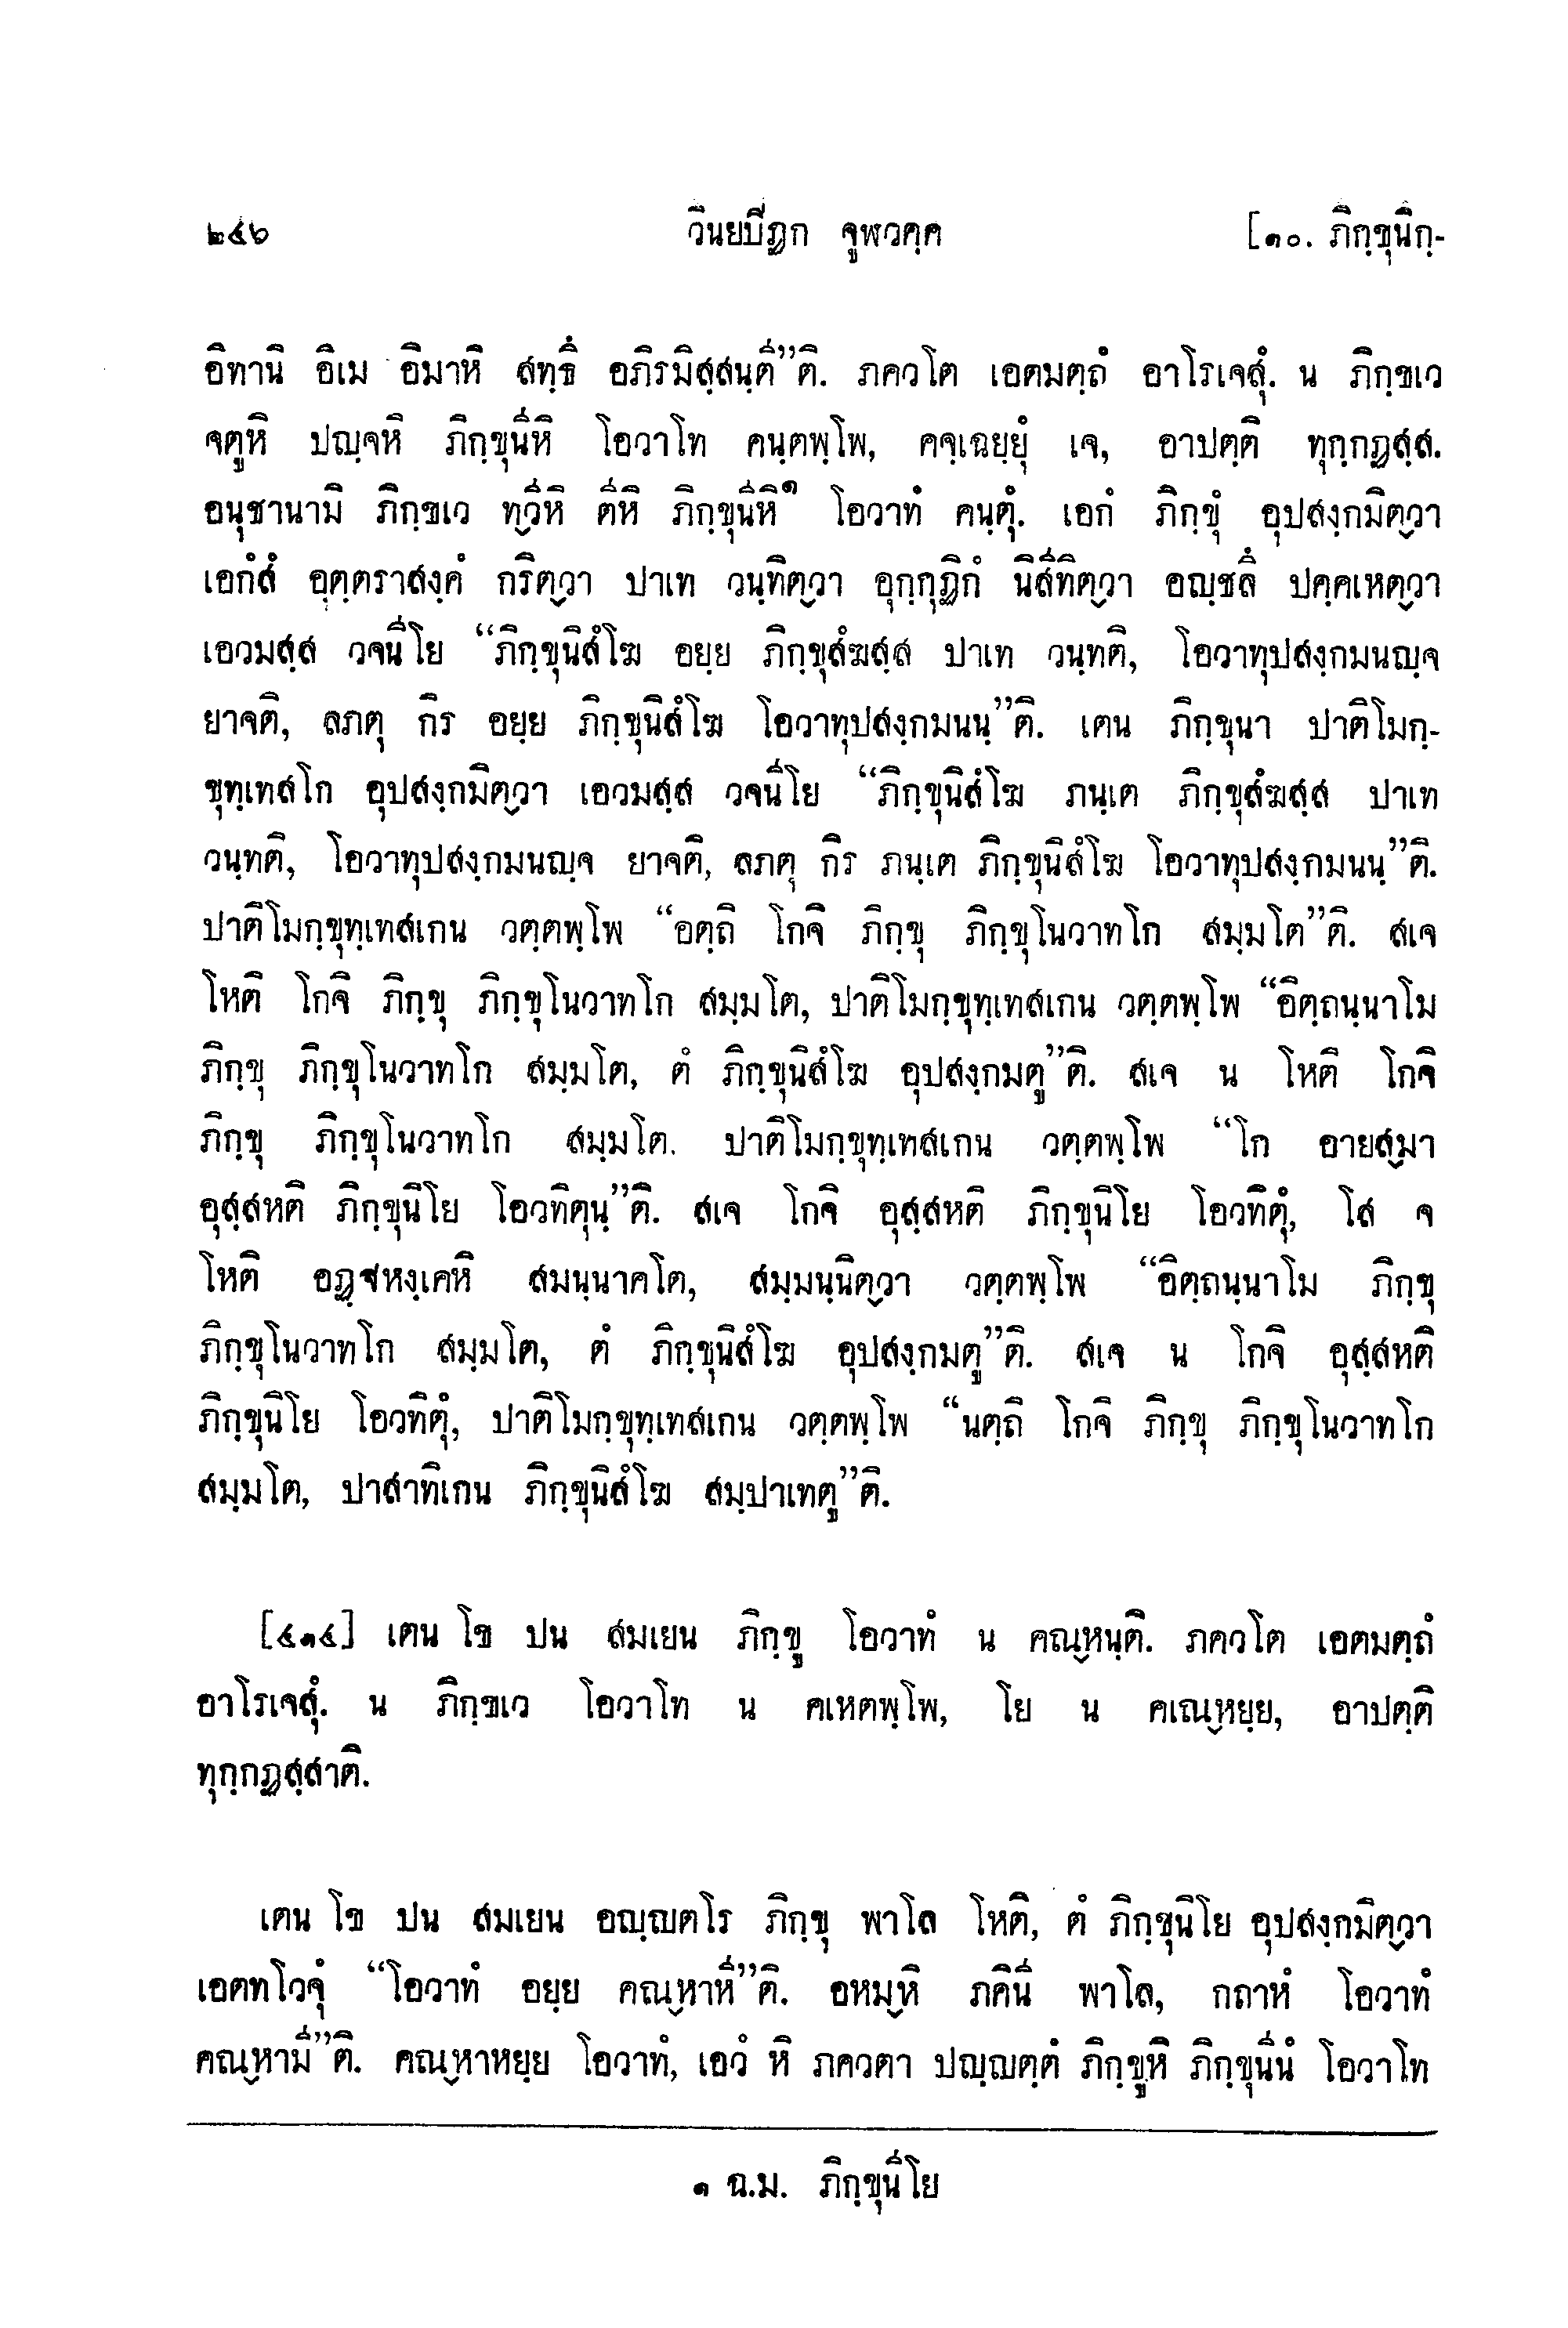 ๒๔๖ วินยปีฏก จูฬวคฺค [๑๐. ภิกฺขุนิกฺ-
อิทานิ อิเม อิมาหิ สทฺธึ อภิรมิสฺสนฺตี”ติ. ภควโต เอตมตฺถํ อาโรเจสุํ. น ภิกฺขเว
จตูหิ ปญฺจหิ ภิกฺขุนีหิ โอวาโท คนฺตพฺโพ, คจฺเฉยฺยุํ เจ, อาปตฺติ ทุกฺกฏสฺส.
อนุชานามิ ภิกฺขเว ทฺวีหิ ตีหิ ภิกฺขุนีหิ๑ โอวาทํ คนฺตุํ. เอกํ ภิกฺขุํ อุปสงฺกมิตฺวา
เอกํสํ อุตฺตราสงฺคํ กริตฺวา ปาเท วนฺทิตฺวา อุกฺกุฏิกํ นิสีทิตฺวา อญฺชลึ ปคฺคเหตฺวา
เอวมสฺส วจนีโย “ภิกฺขุนิสํโฆ อยฺย ภิกฺขุสํฆสฺส ปาเท วนฺทติ, โอวาทุปสงฺกมนญฺจ
ยาจติ, ลภตุ กิร อยฺย ภิกฺขุนิสํโฆ โอวาทุปสงฺกมนนฺ”ติ. เตน ภิกฺขุนา ปาติโมกฺ-
ขุทฺเทสโก อุปสงฺกมิตฺวา เอวมสฺส วจนีโย “ภิกฺขุนิสํโฆ ภนฺเต ภิกฺขุสํฆสฺส ปาเท
วนฺทติ, โอวาทุปสงฺกมนญฺจ ยาจติ, ลภตุ กิร ภนฺเต ภิกฺขุนิสํโฆ โอวาทุปสงฺกมนนฺ”ติ.
ปาติโมกฺขุทฺเทสเกน วตฺตพฺโพ “อตฺถิ โกจิ ภิกฺขุ ภิกฺขุโนวาทโก สมฺมโต”ติ. สเจ
โหติ โกจิ ภิกฺขุ ภิกฺขุโนวาทโก สมฺมโต, ปาติโมกฺขุทฺเทสเกน วตฺตพฺโพ “อิตฺถนฺนาโม
ภิกฺขุ ภิกฺขุโนวาทโก สมฺมโต, ตํ ภิกฺขุนิสํโฆ อุปสงฺกมตู”ติ. สเจ น โหติ โกจิ
ภิกฺขุ ภิกฺขุโนวาทโก สมฺมโต. ปาติโมกฺขุทฺเทสเกน วตฺตพฺโพ “โก อายสฺมา
อุสฺสหติ ภิกฺขุนิโย โอวทิตุนฺ”ติ. สเจ โกจิ อุสฺสหติ ภิกฺขุนิโย โอวทิตุํ, โส จ
โหติ อฏฺฐหงฺเคหิ สมนฺนาคโต, สมฺมนฺนิตฺวา วตฺตพฺโพ “อิตฺถนฺนาโม ภิกฺขุ
ภิกฺขุโนวาทโก สมฺมโต, ตํ ภิกฺขุนิสํโฆ อุปสงฺกมตู”ติ. สเจ น โกจิ อุสฺสหติ
ภิกฺขุนิโย โอวทิตุํ, ปาติโมกฺขุทฺเทสเกน วตฺตพฺโพ “นตฺถิ โกจิ ภิกฺขุ ภิกฺขุโนวาทโก
สมฺมโต, ปาสาทิเกน ภิกฺขุนิสํโฆ สมฺปาเทตู”ติ.
[๔๑๔] เตน โข ปน สมเยน ภิกฺขู โอวาทํ น คณฺหนฺติ. ภควโต เอตมตฺถํ
อาโรเจสุํ. น ภิกฺขเว โอวาโท น คเหตพฺโพ, โย น คเณฺหยฺย, อาปตฺติ
ทุกฺกฏสฺสาติ.
เตน โข ปน สมเยน อญฺญตโร ภิกฺขุ พาโล โหติ, ตํ ภิกฺขุนิโย อุปสงฺกมิตฺวา
เอตทโวจุํ “โอวาทํ อยฺย คณฺหาหี”ติ. อหมฺหิ ภคินี พาโล, กถาหํ โอวาทํ
คณฺหามี”ติ. คณฺหาหยฺย โอวาทํ, เอวํ หิ ภควตา ปญฺญตฺตํ ภิกฺขูหิ ภิกฺขุนีนํ โอวาโท
๑ ฉ.ม. ภิกฺขุนีโย